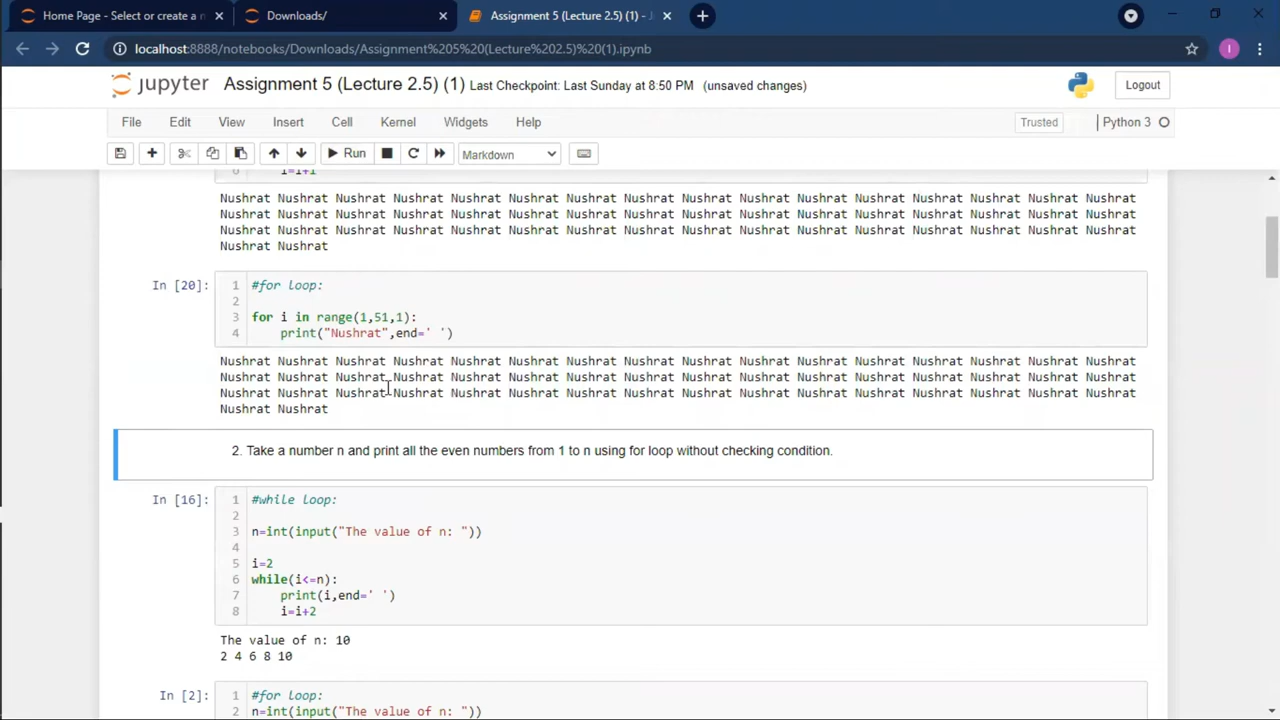 Home Page - Select or create a n
Downloads/
Assignment 5 (Lecture 2.5) (1) - J
localhost:8888/notebooks/Downloads/Assignment%205%20(Lecture%202.5)%20(1).ipynb
I
jupyter Assignment 5 (Lecture 2.5) (1) Last Checkpoint: Last Sunday at 8:50 PM (unsaved changes)
Logout
File Edit View Insert Cell Kernel Widgets Help
Trusted
Python 3
Run
Markdown
6 i=i+1
Nushrat Nushrat Nushrat Nushrat Nushrat Nushrat Nushrat Nushrat Nushrat Nushrat Nushrat Nushrat Nushrat Nushrat Nushrat Nushrat
Nushrat Nushrat Nushrat Nushrat Nushrat Nushrat Nushrat Nushrat Nushrat Nushrat Nushrat Nushrat Nushrat Nushrat Nushrat Nushrat
Nushrat Nushrat Nushrat Nushrat Nushrat Nushrat Nushrat Nushrat Nushrat Nushrat Nushrat Nushrat Nushrat Nushrat Nushrat Nushrat
Nushrat Nushrat
In [20]:
1 #for loop:
2
3 for i in range(1,51,1):
4 print("Nushrat",end=' ')
Nushrat Nushrat Nushrat Nushrat Nushrat Nushrat Nushrat Nushrat Nushrat Nushrat Nushrat Nushrat Nushrat Nushrat Nushrat Nushrat
Nushrat Nushrat Nushrat Nushrat Nushrat Nushrat Nushrat Nushrat Nushrat Nushrat Nushrat Nushrat Nushrat Nushrat Nushrat Nushrat
Nushrat Nushrat Nushrat Nushrat Nushrat Nushrat Nushrat Nushrat Nushrat Nushrat Nushrat Nushrat Nushrat Nushrat Nushrat Nushrat
Nushrat Nushrat
2. Take a number n and print all the even numbers from 1 to n using for loop without checking condition.
In [16]:
1 #while loop:
2
3 n=int(input("The value of n: "))
4
5 i=2
6 while(i<=n):
7 print(i,end=' ')
8 i=i+2
The value of n: 10
2 4 6 8 10
In [2]:
1 #for loop:
2 n=int(input("The value of n: "))